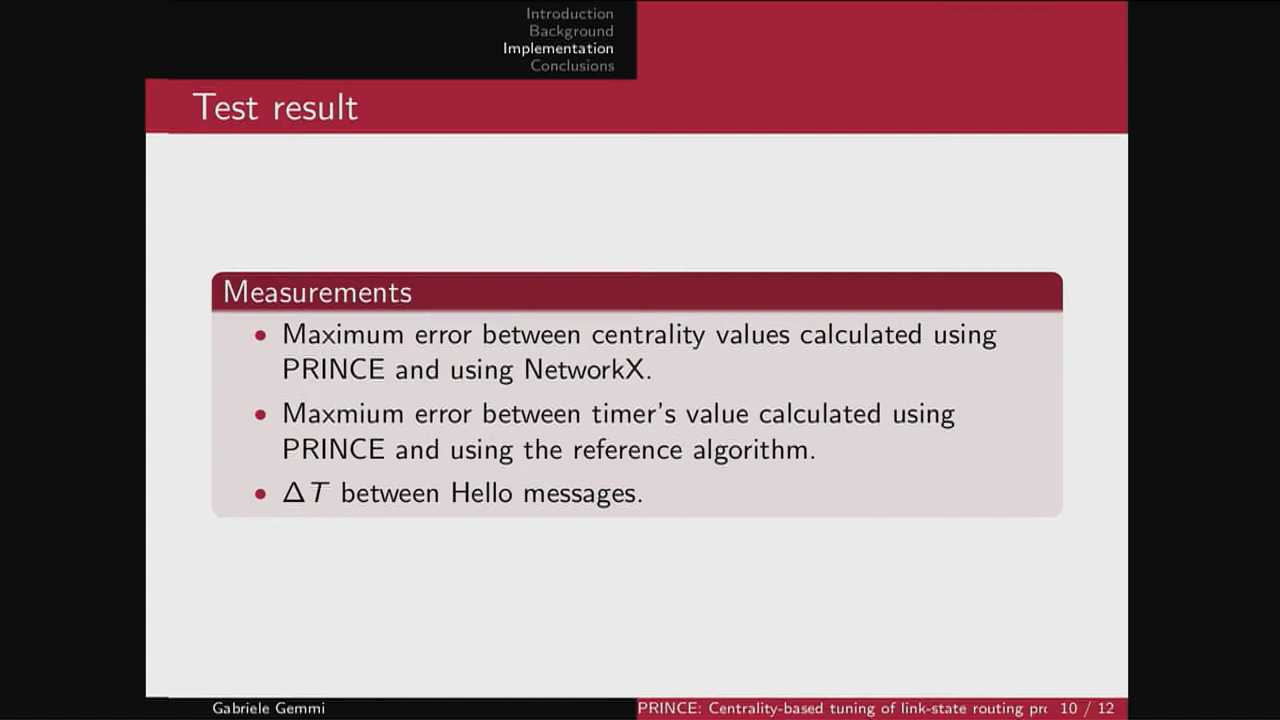 Introduction
Background
Implementation
Conclusions
Test result
Measurements
• Maximum error between centrality values calculated using
PRINCE and using NetworkX.
• Maxmium error between timer's value calculated using
PRINCE and using the reference algorithm.
• ΔT between Hello messages.
Gabriele Gemmi
PRINCE: Centrality-based tuning of link-state routing pro 10 / 12